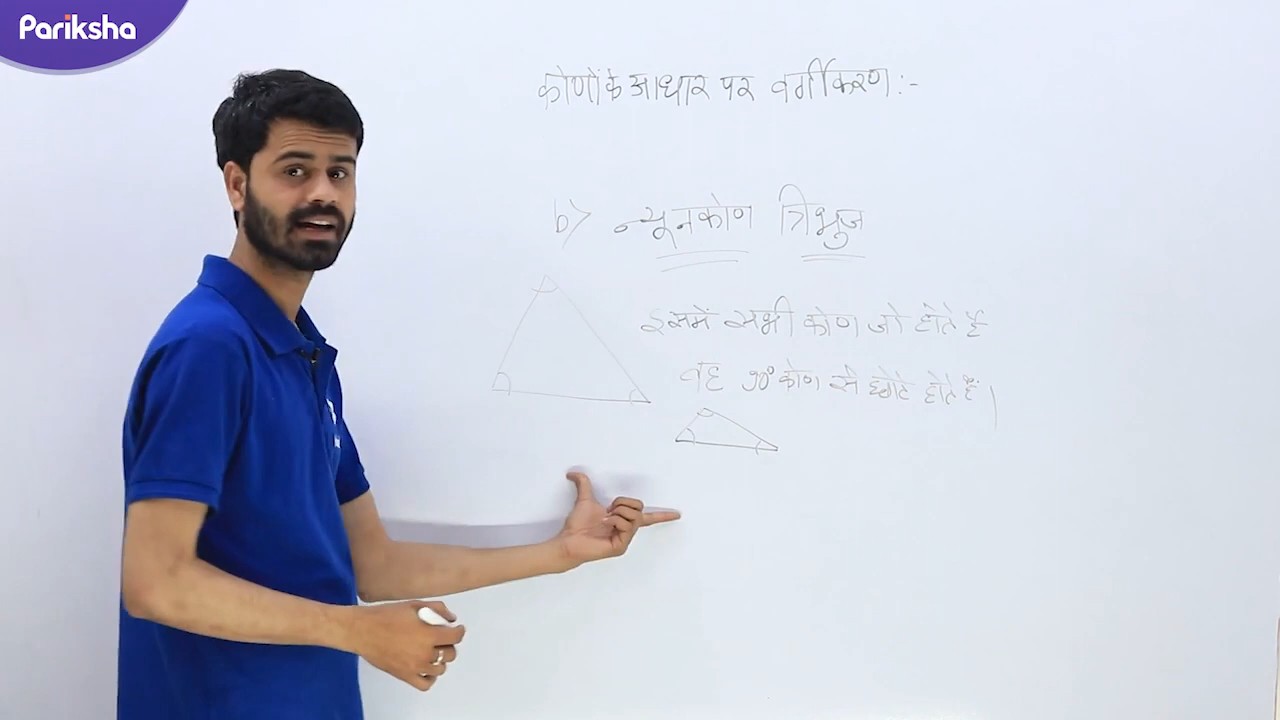 Pariksha
कोणों के आधार पर वर्गीकरण :-
b) न्यूनकोण त्रिभुज
इसमें सभी कोण जो होते हैं
वह 90° कोण से छोटे होते हैं।